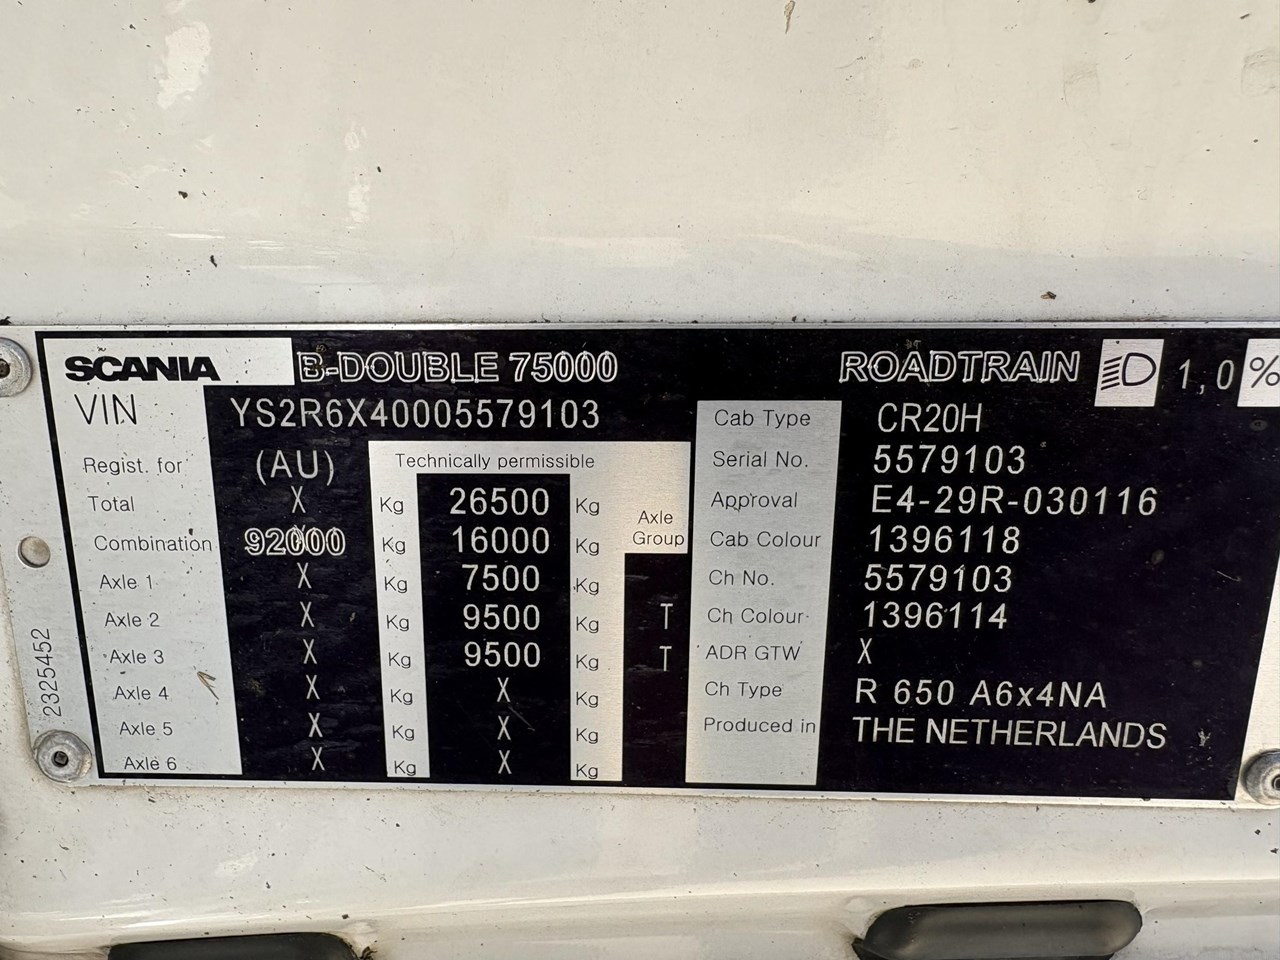 SCANIA B-DOUBLE 75000 ROADTRAIN 1,0 %
VIN YS2R6X40005579103
Regist. for (AU) Technically permissible
Total X Kg 26500 Kg Axle Group
Combination 92000 Kg 16000 Kg
Axle 1 X Kg 7500 Kg
Axle 2 X Kg 9500 Kg T
Axle 3 X Kg 9500 Kg T
Axle 4 X Kg X Kg
Axle 5 X Kg X Kg
Axle 6 X Kg X Kg
Cab Type CR20H
Serial No. 5579103
Approval E4-29R-030116
Cab Colour 1396118
Ch No. 5579103
Ch Colour 1396114
ADR GTW X
Ch Type R 650 A6x4NA
Produced in THE NETHERLANDS
2325452